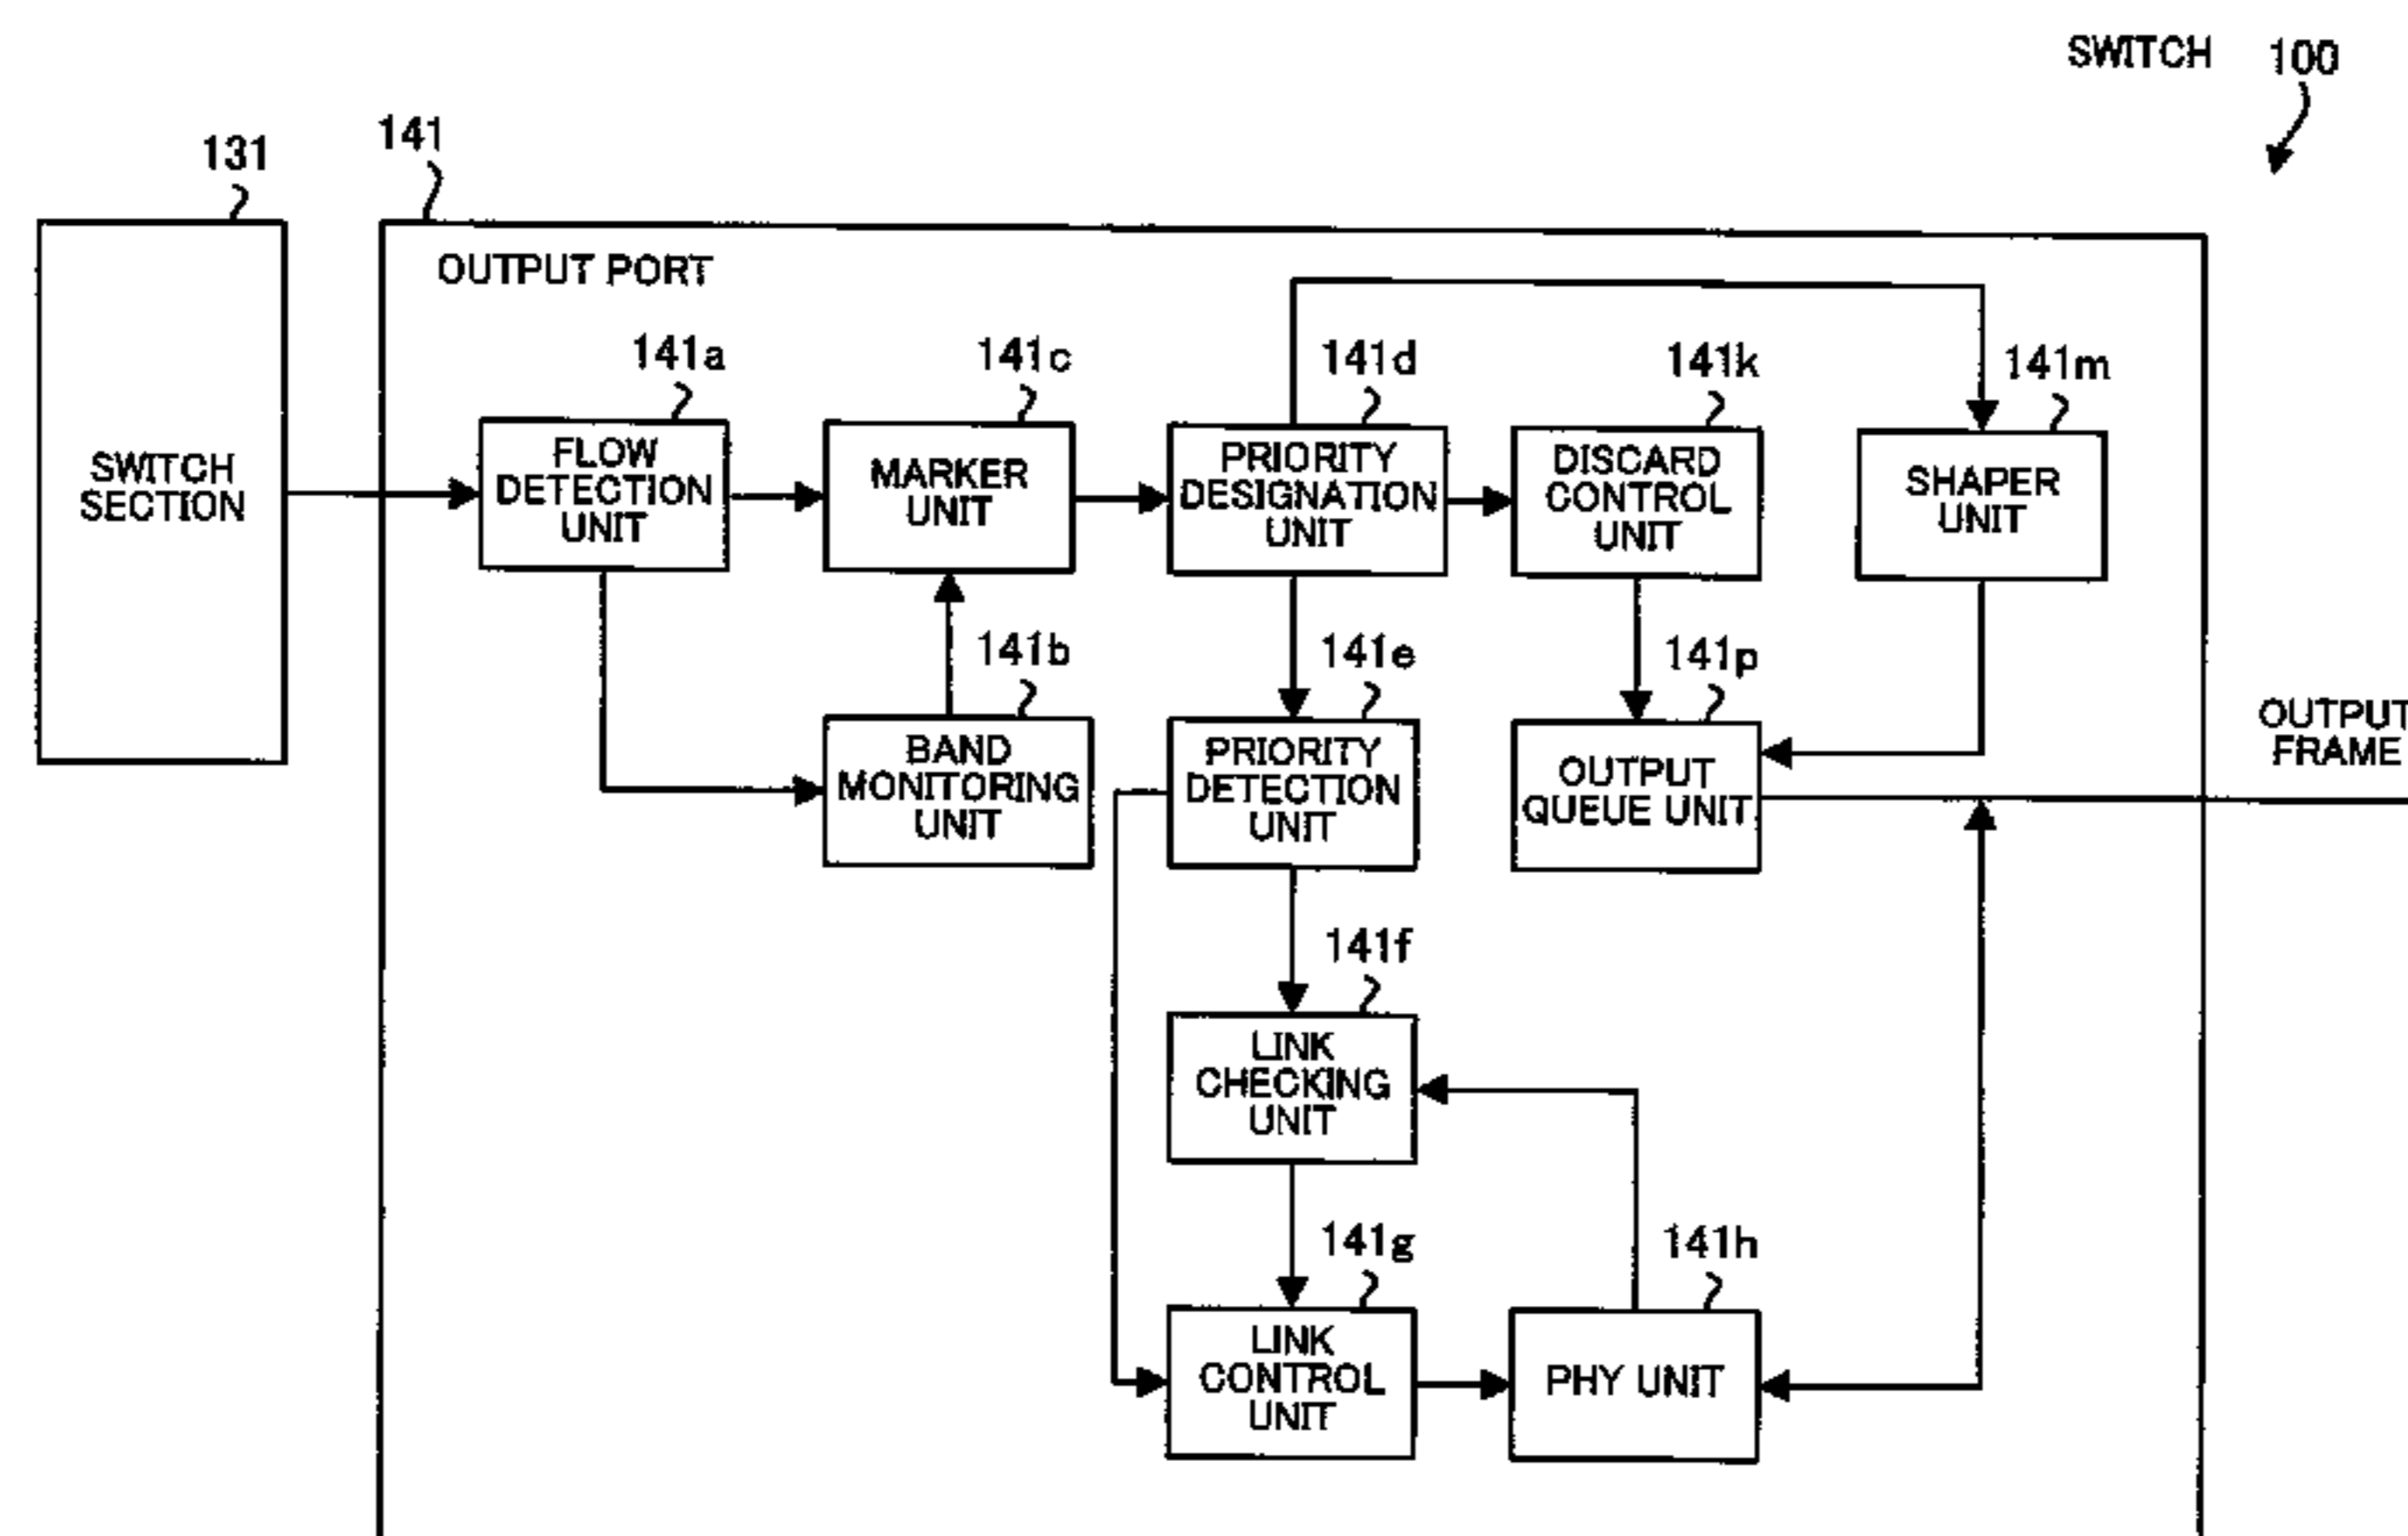 SWITCH 100
131
141
OUTPUT PORT
SWITCH
SECTION
141a
FLOW
DETECTION
UNIT
141c
MARKER
UNIT
141d
PRIORITY
DESIGNATION
UNIT
141k
DISCARD
CONTROL
UNIT
141m
SHAPER
UNIT
141b
BAND
MONITORING
UNIT
141e
PRIORITY
DETECTION
UNIT
141p
OUTPUT
QUEUE UNIT
OUTPUT
FRAME
141f
LINK
CHECKING
UNIT
141g
LINK
CONTROL
UNIT
141h
PHY UNIT